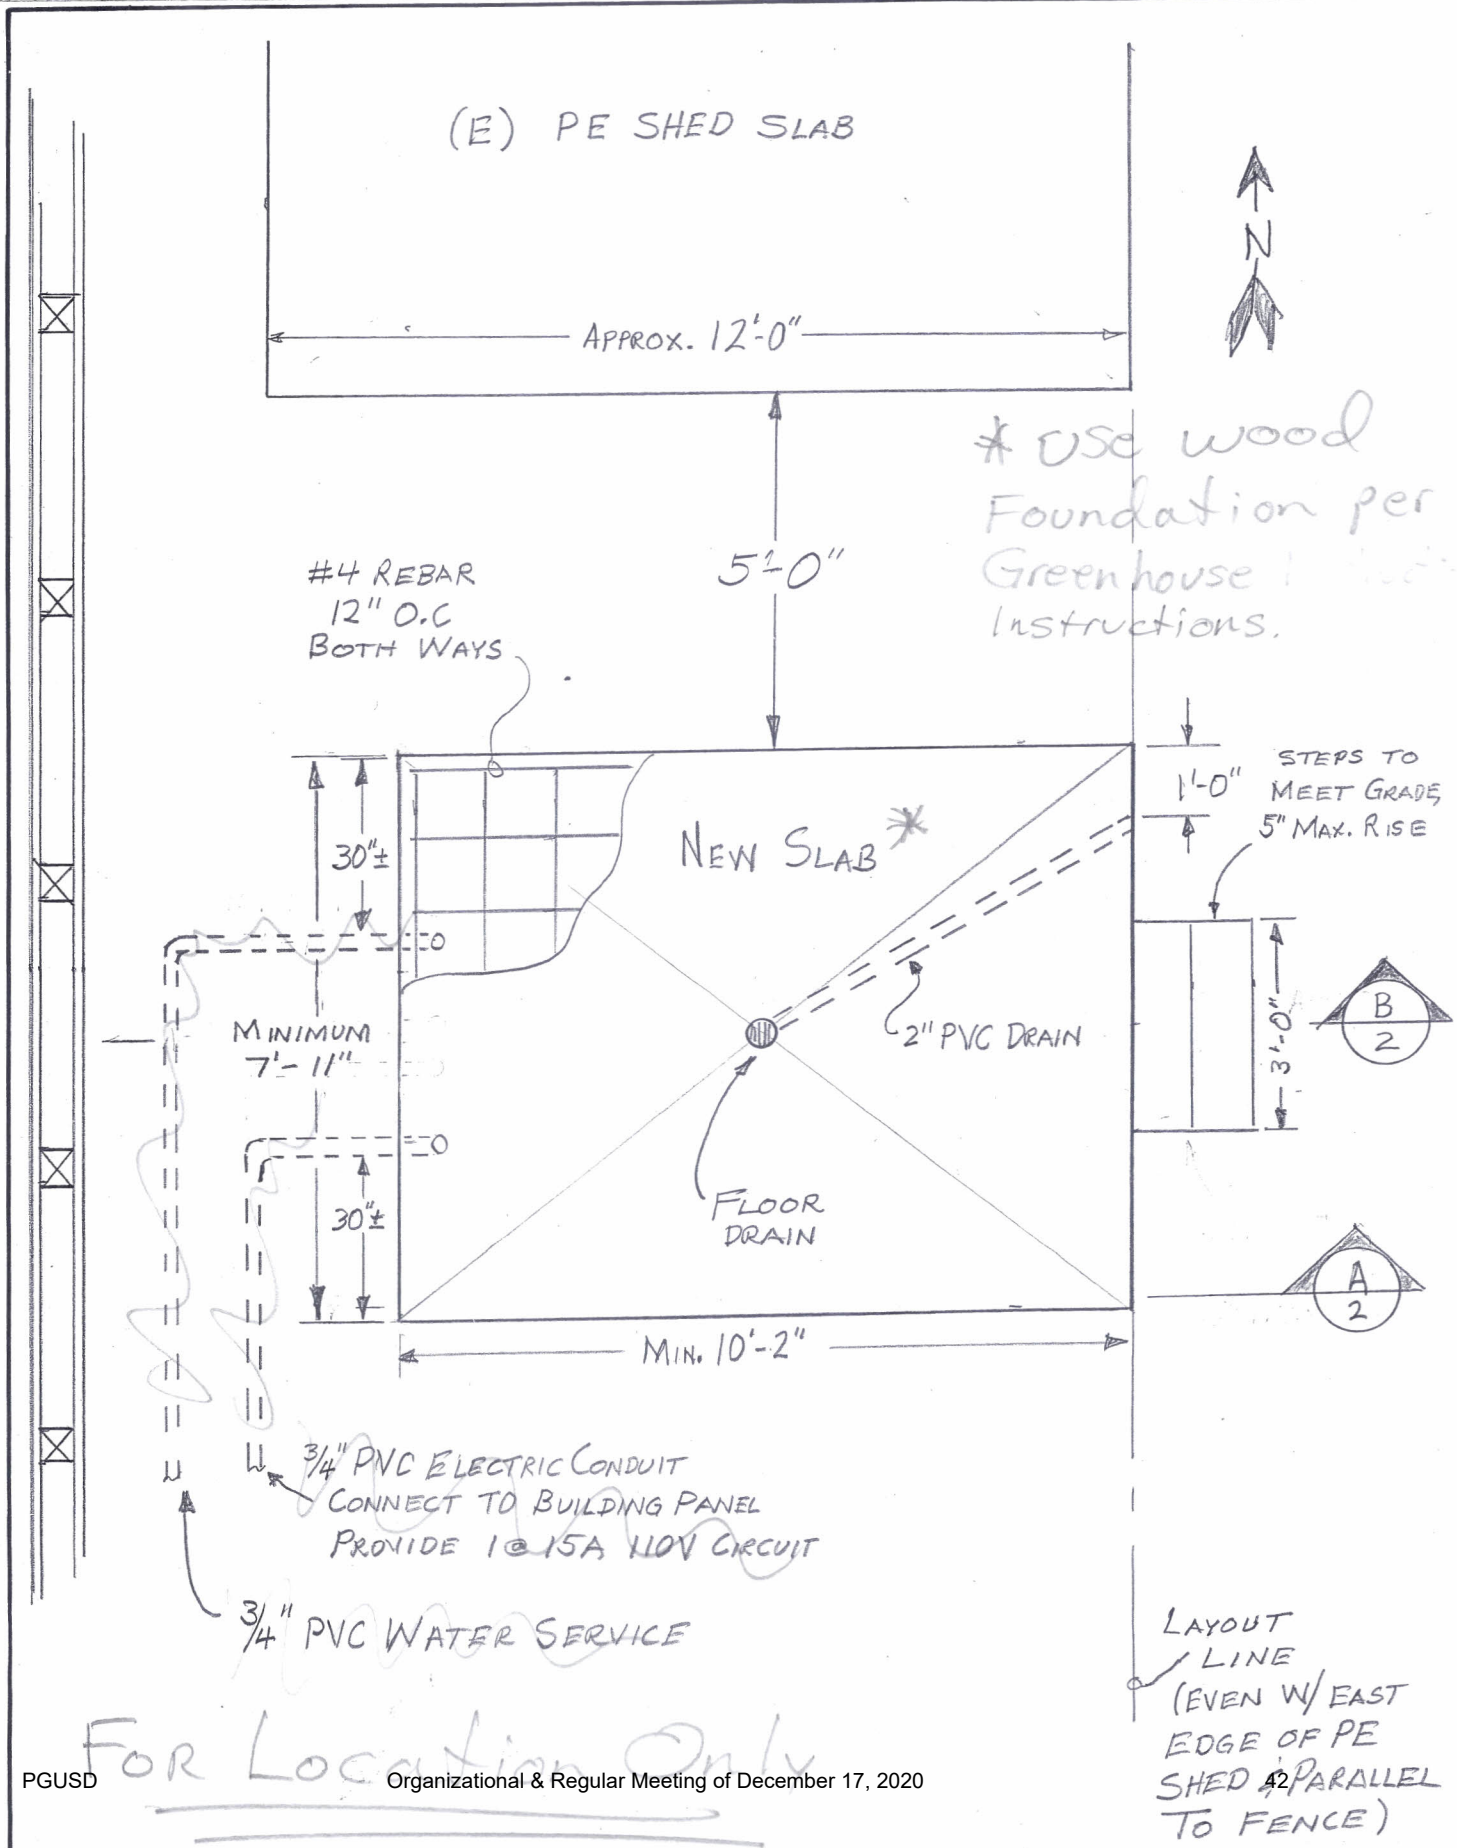 (E) PE SHED SLAB
N
APPROX. 12'-0"
* Use wood
Foundation per
Greenhouse
Instructions.
5'-0"
#4 REBAR
12" O.C
BOTH WAYS
STEPS TO
MEET GRADE,
5" MAX. RISE
1'-0"
30"±
NEW SLAB *
MINIMUM
7'-11"
2" PVC DRAIN
3'-0"
B
2
30"±
FLOOR
DRAIN
A
2
MIN. 10'-2"
3/4" PVC ELECTRIC CONDUIT
CONNECT TO BUILDING PANEL
PROVIDE 1@15A 110V CIRCUIT
3/4" PVC WATER SERVICE
LAYOUT
LINE
(EVEN W/ EAST
EDGE OF PE
SHED & PARALLEL
TO FENCE)
FOR Location Only
PGUSD
Organizational & Regular Meeting of December 17, 2020
42